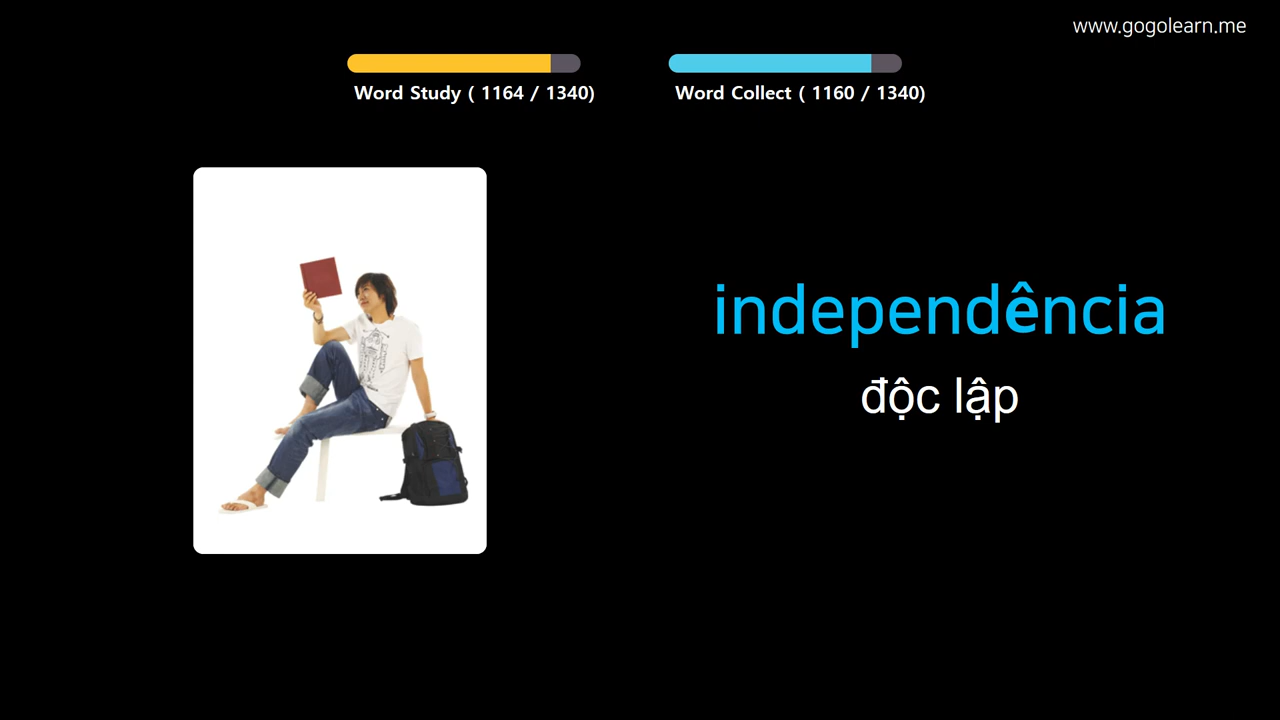 www.gogolearn.me
Word Study ( 1164 / 1340)
Word Collect ( 1160 / 1340)
independência
độc lập